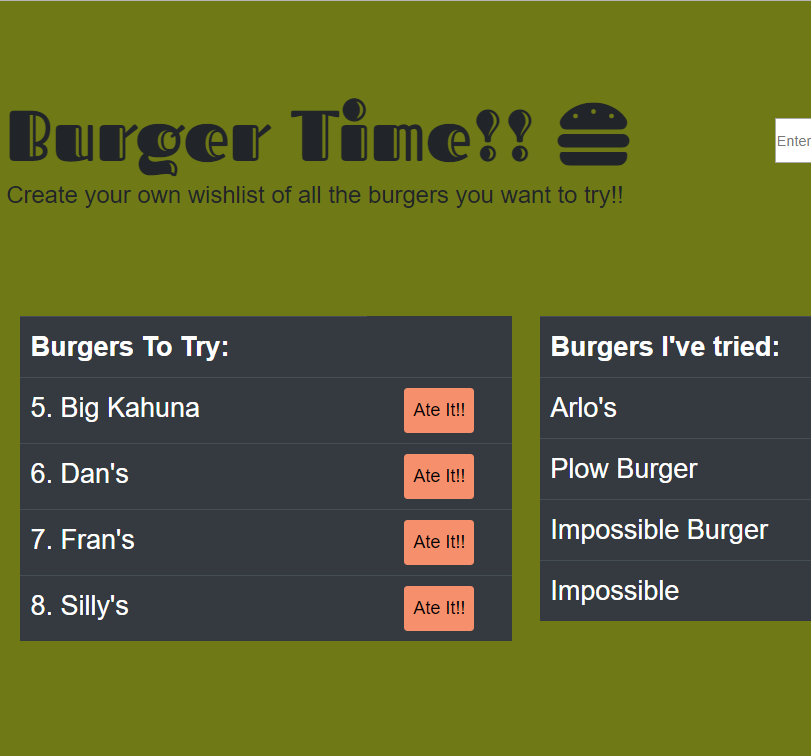 Burger Time!!
Enter
Create your own wishlist of all the burgers you want to try!!
Burgers To Try:
5. Big Kahuna Ate It!!
6. Dan's Ate It!!
7. Fran's Ate It!!
8. Silly's Ate It!!
Burgers I've tried:
Arlo's
Plow Burger
Impossible Burger
Impossible